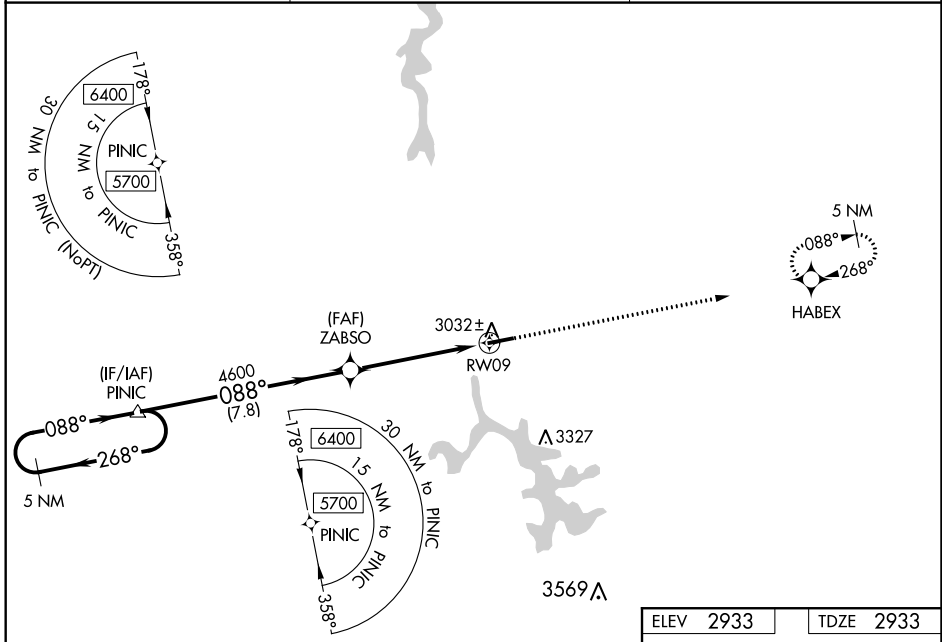 178°
6400
30 NM to PINIC (NoPT)
15 NM to PINIC
PINIC
5700
358°
5 NM
088°
268°
HABEX
(FAF)
ZABSO
3032±
RW09
(IF/IAF)
PINIC
4600
088°
(7.8)
088°
268°
5 NM
178°
6400
30 NM to PINIC
15 NM to PINIC
5700
PINIC
358°
3327
3569
ELEV 2933
TDZE 2933